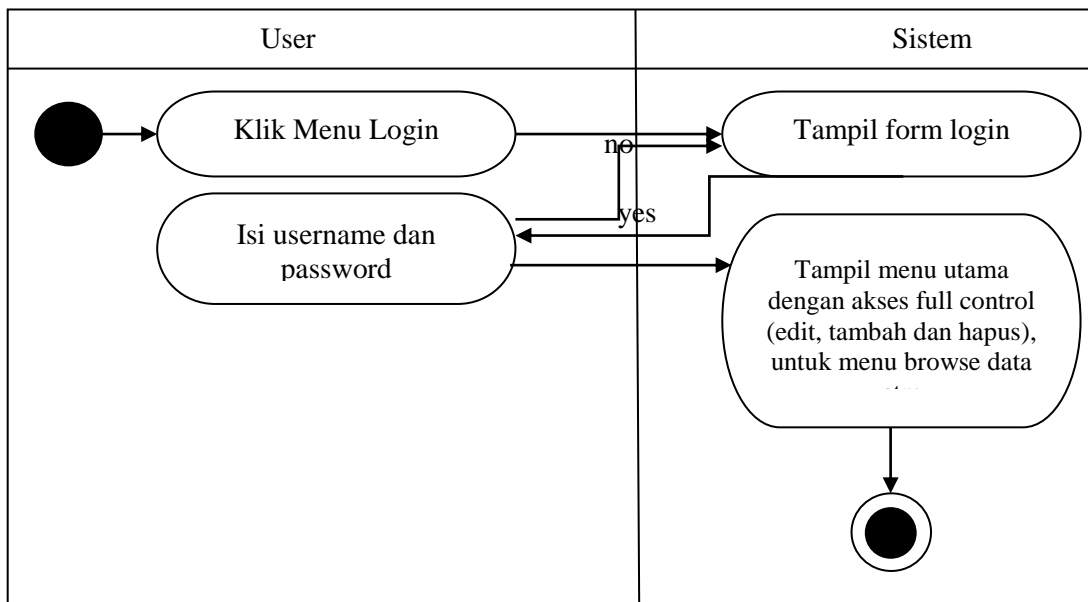 User
Sistem
Klik Menu Login
Tampil form login
no
yes
Isi username dan
password
Tampil menu utama
dengan akses full control
(edit, tambah dan hapus),
untuk menu browse data